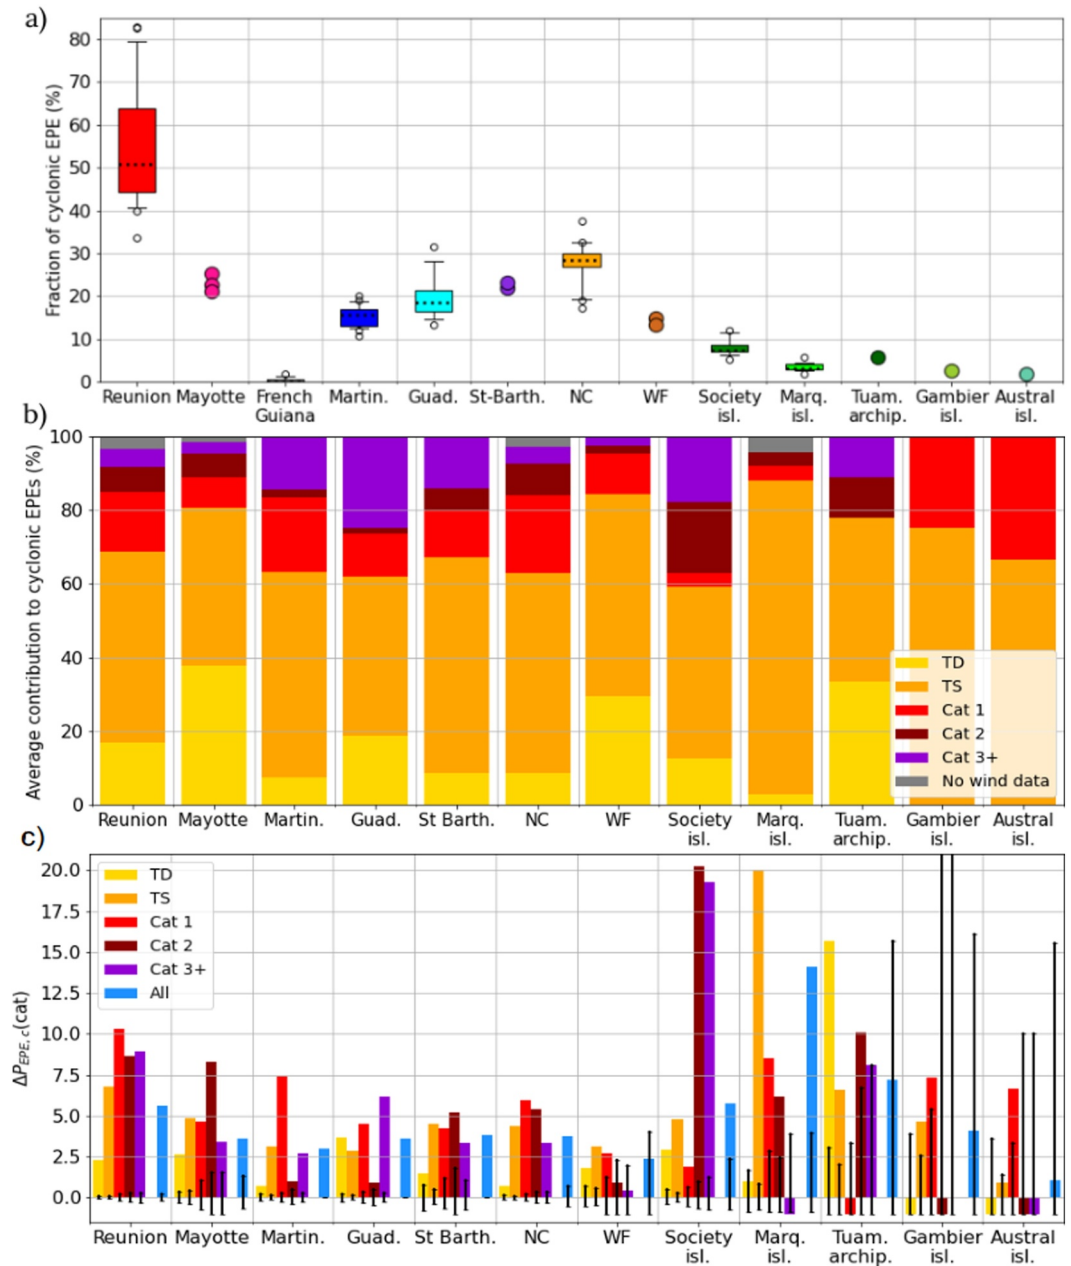 a)
Fraction of cyclonic EPE (%)
80
70
60
50
40
30
20
10
0
Reunion Mayotte French Martin. Guad. St-Barth. NC WF Society Marq. Tuam. Gambier Austral
Guiana isl. isl. archip. isl. isl.
b)
Average contribution to cyclonic EPEs (%)
100
80
60
40
20
0
TD
TS
Cat 1
Cat 2
Cat 3+
No wind data
Reunion Mayotte Martin. Guad. St Barth. NC WF Society Marq. Tuam. Gambier Austral
isl. isl. archip. isl. isl.
c)
ΔP_EPE, c(cat)
20.0
17.5
15.0
12.5
10.0
7.5
5.0
2.5
0.0
TD
TS
Cat 1
Cat 2
Cat 3+
All
Reunion Mayotte Martin. Guad. St Barth. NC WF Society Marq. Tuam. Gambier Austral
isl. isl. archip. isl. isl.